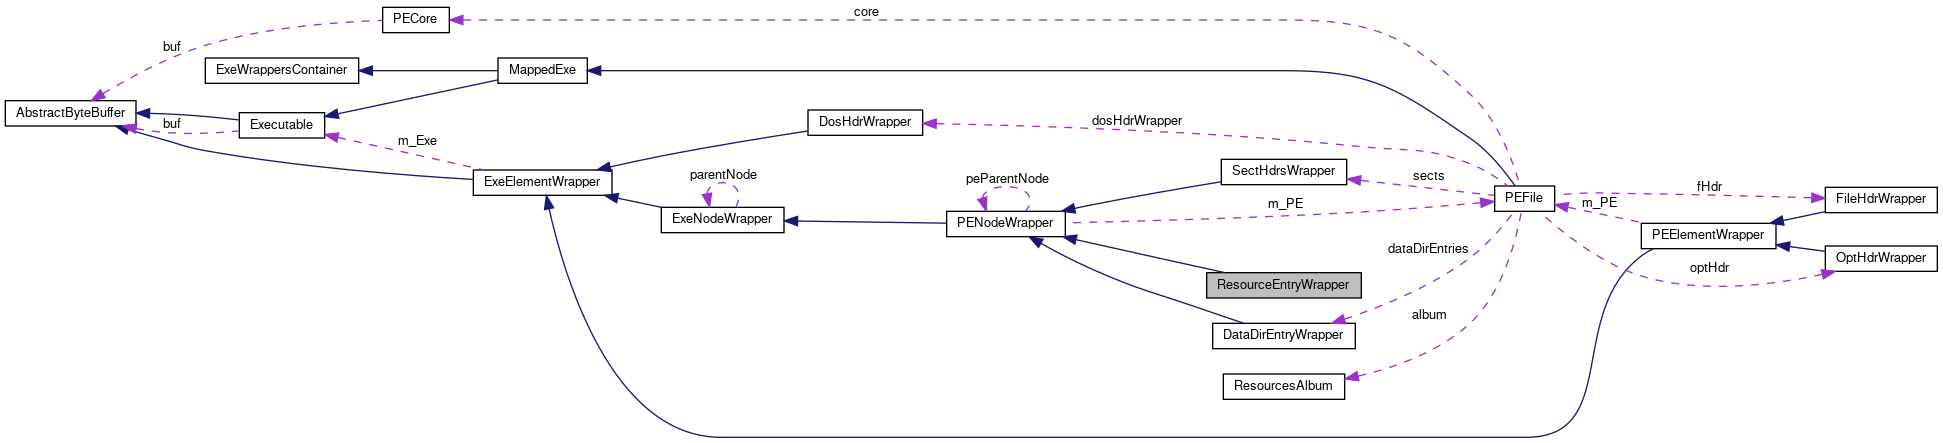 PECore
core
buf
ExeWrappersContainer
MappedExe
AbstractByteBuffer
buf
Executable
m_Exe
DosHdrWrapper
dosHdrWrapper
ExeElementWrapper
parentNode
ExeNodeWrapper
peParentNode
PENodeWrapper
m_PE
SectHdrsWrapper
sects
PEFile
fHdr
m_PE
FileHdrWrapper
PEElementWrapper
dataDirEntries
optHdr
OptHdrWrapper
ResourceEntryWrapper
album
DataDirEntryWrapper
ResourcesAlbum